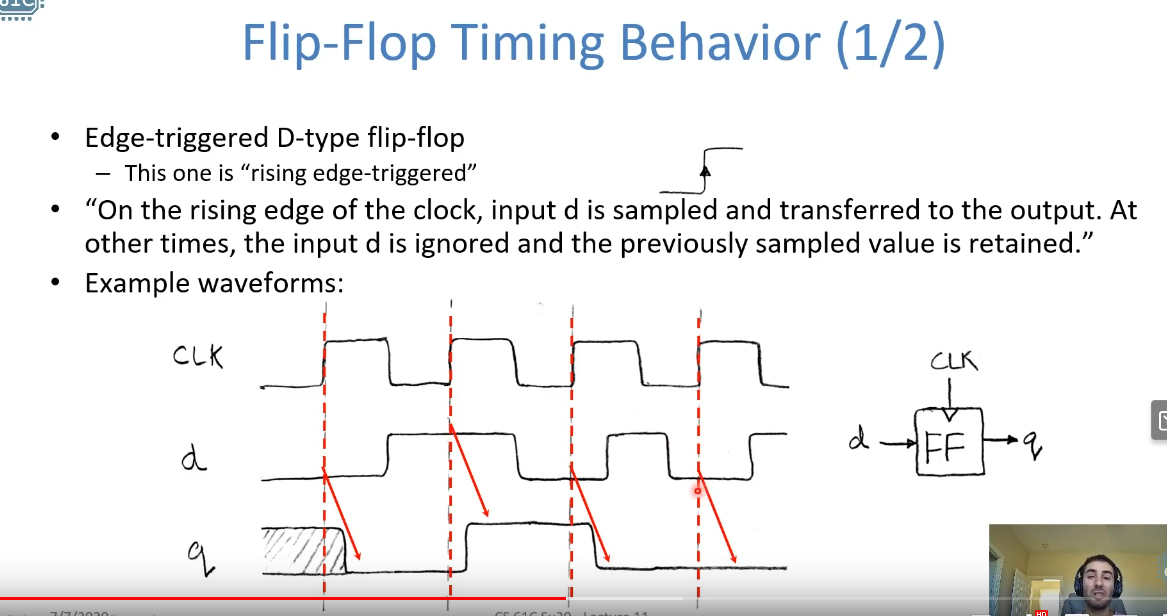 61C
Flip-Flop Timing Behavior (1/2)
• Edge-triggered D-type flip-flop
– This one is “rising edge-triggered”
• “On the rising edge of the clock, input d is sampled and transferred to the output. At
other times, the input d is ignored and the previously sampled value is retained.”
• Example waveforms:
CLK
d
q
CLK
d
FF
q
7/7/2020
CS 61C Su20 - Lecture 11
HD